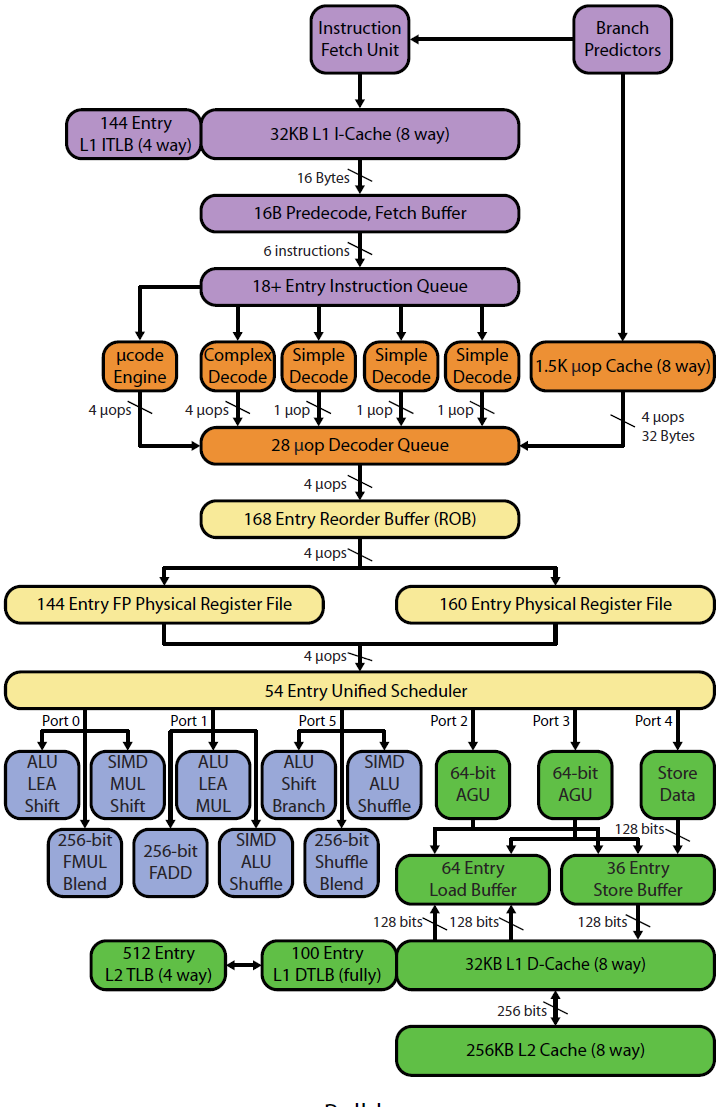 Instruction
Fetch Unit
Branch
Predictors
144 Entry
L1 ITLB (4 way)
32KB L1 I-Cache (8 way)
16 Bytes
16B Predecode, Fetch Buffer
6 instructions
18+ Entry Instruction Queue
μcode
Engine
Complex
Decode
Simple
Decode
Simple
Decode
Simple
Decode
1.5K μop Cache (8 way)
4 μops
4 μops
1 μop
1 μop
1 μop
4 μops
32 Bytes
28 μop Decoder Queue
4 μops
168 Entry Reorder Buffer (ROB)
4 μops
144 Entry FP Physical Register File
160 Entry Physical Register File
4 μops
54 Entry Unified Scheduler
Port 0
Port 1
Port 5
Port 2
Port 3
Port 4
ALU
LEA
Shift
SIMD
MUL
Shift
ALU
LEA
MUL
ALU
Shift
Branch
SIMD
ALU
Shuffle
64-bit
AGU
64-bit
AGU
Store
Data
128 bits
256-bit
FMUL
Blend
256-bit
FADD
SIMD
ALU
Shuffle
256-bit
Shuffle
Blend
64 Entry
Load Buffer
36 Entry
Store Buffer
128 bits
128 bits
128 bits
512 Entry
L2 TLB (4 way)
100 Entry
L1 DTLB (fully)
32KB L1 D-Cache (8 way)
256 bits
256KB L2 Cache (8 way)